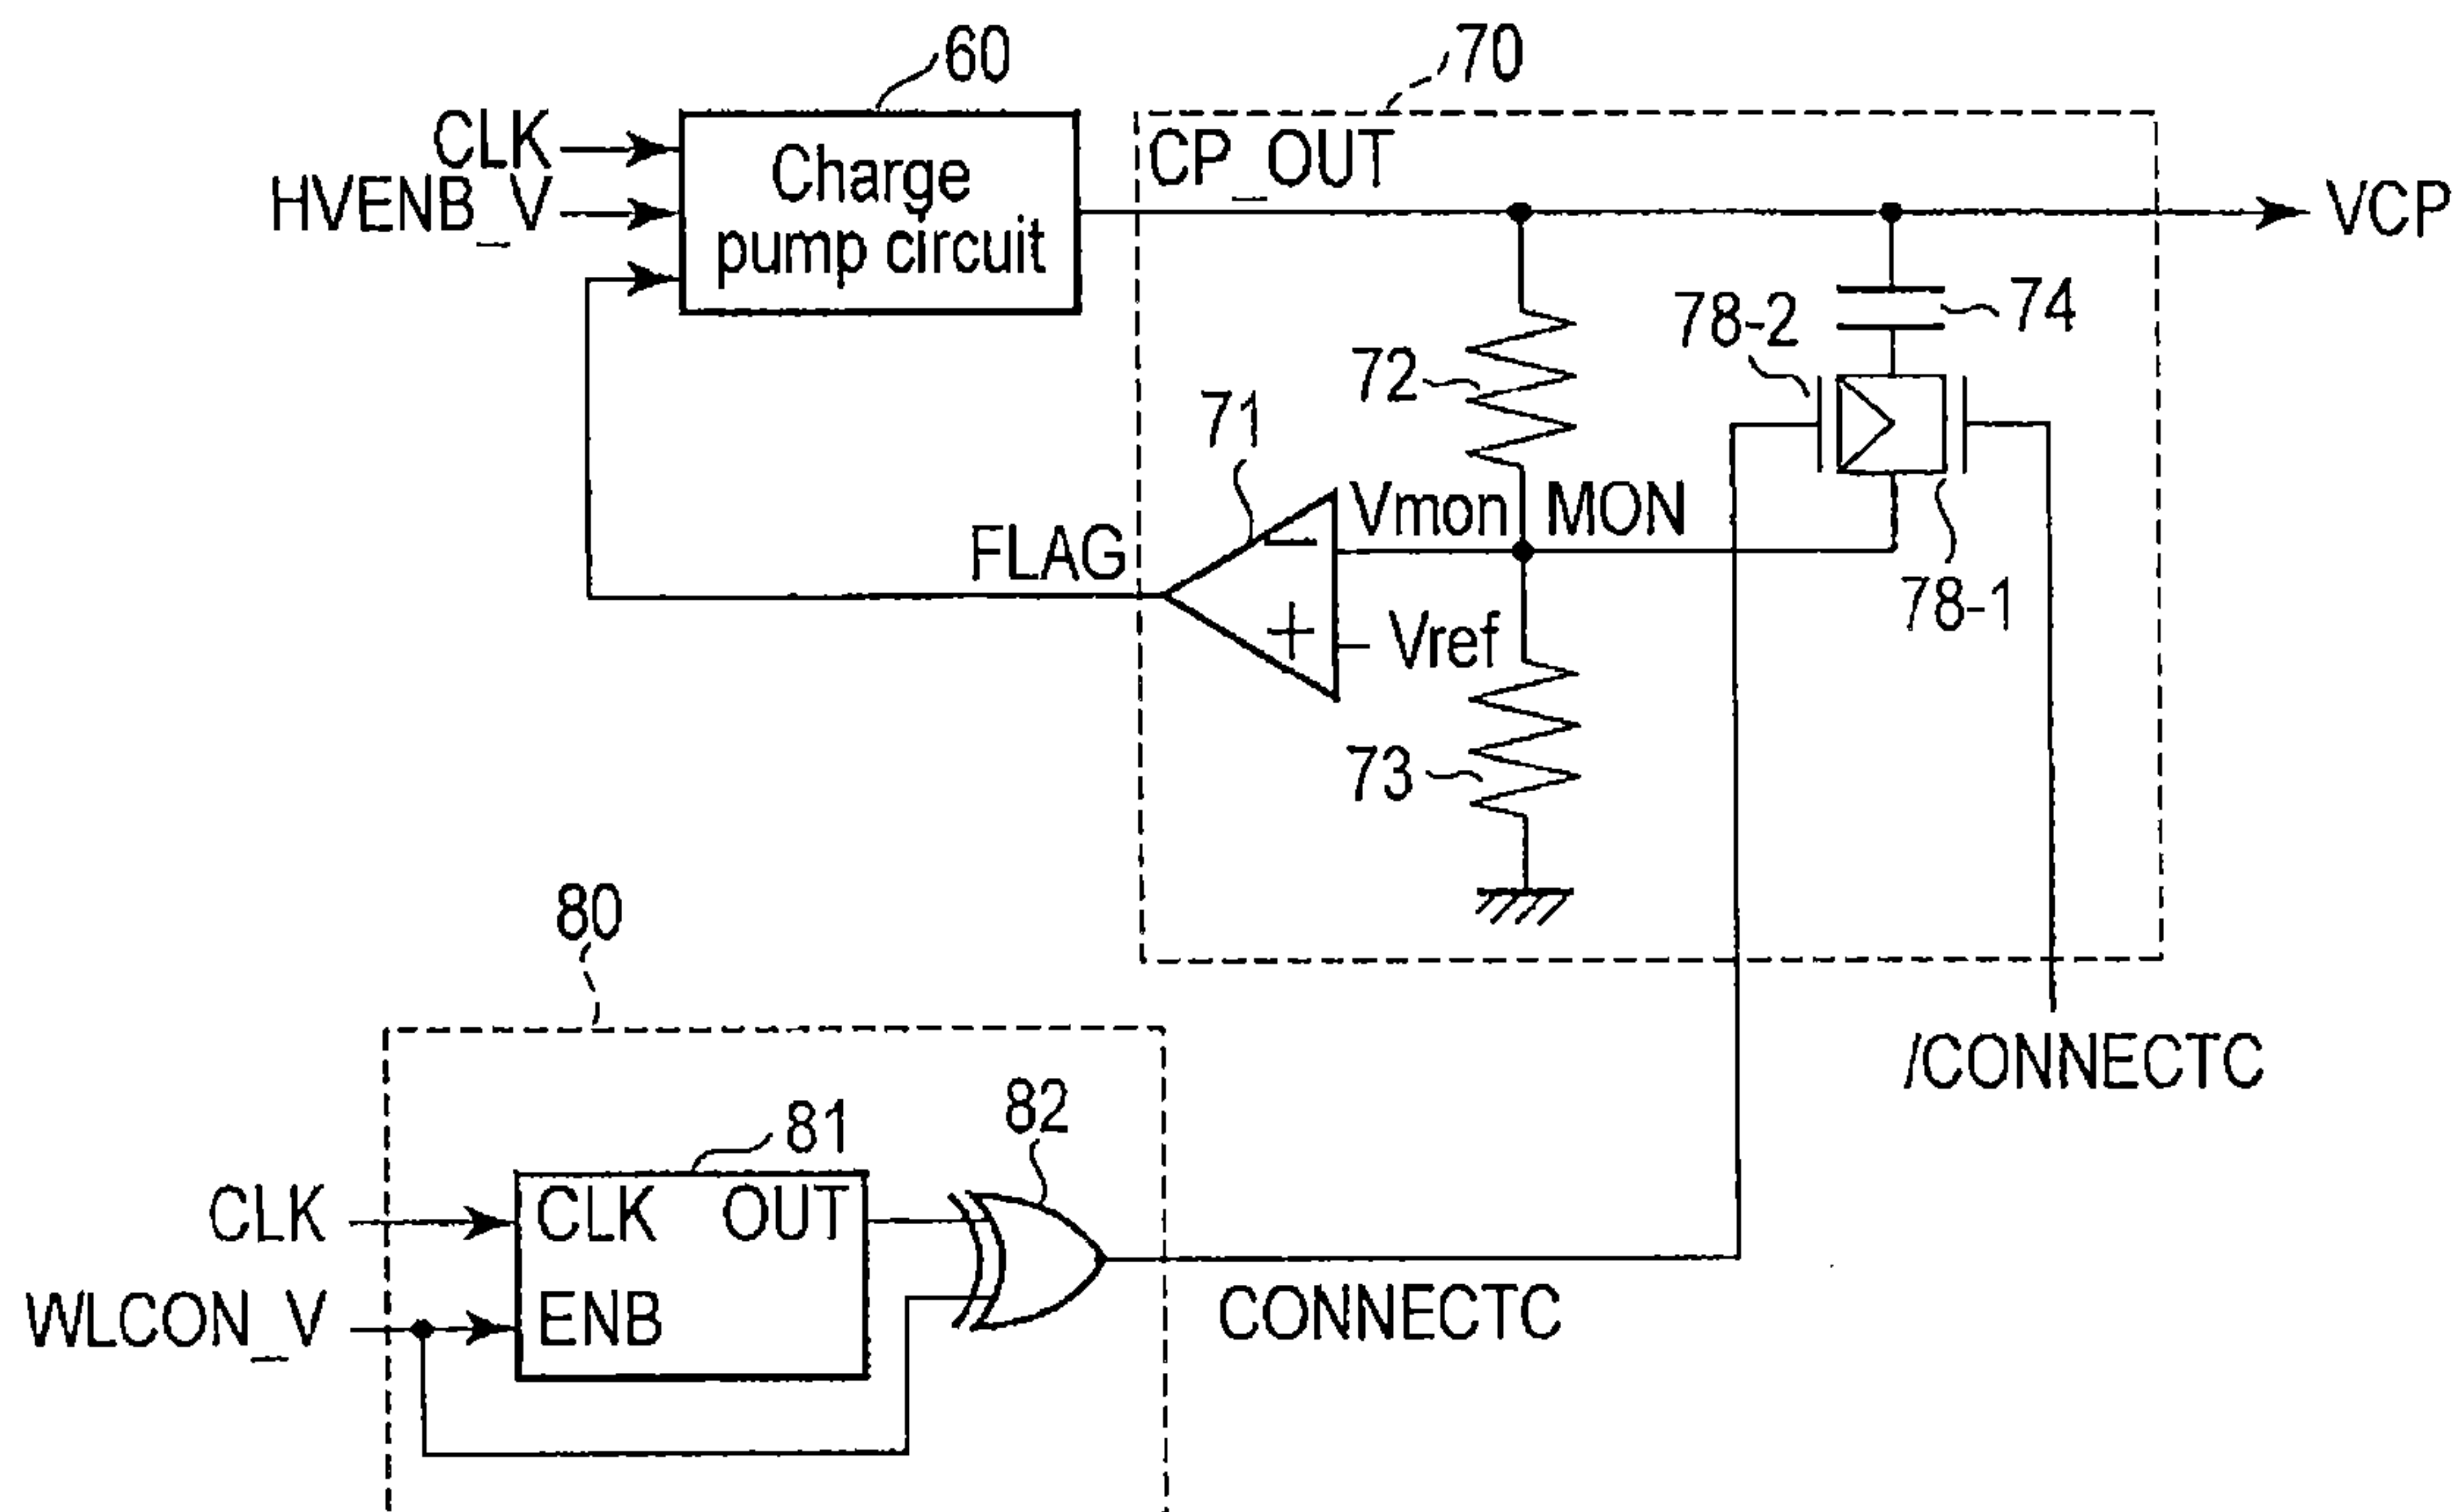 60
70
CLK
HVENB_V
Charge
pump circuit
CP_OUT
VCP
78-2
74
72
71
Vmon
MON
FLAG
−
+
Vref
78-1
73
80
/CONNECTC
81
82
CLK
CLK
OUT
WLCON_V
ENB
CONNECTC